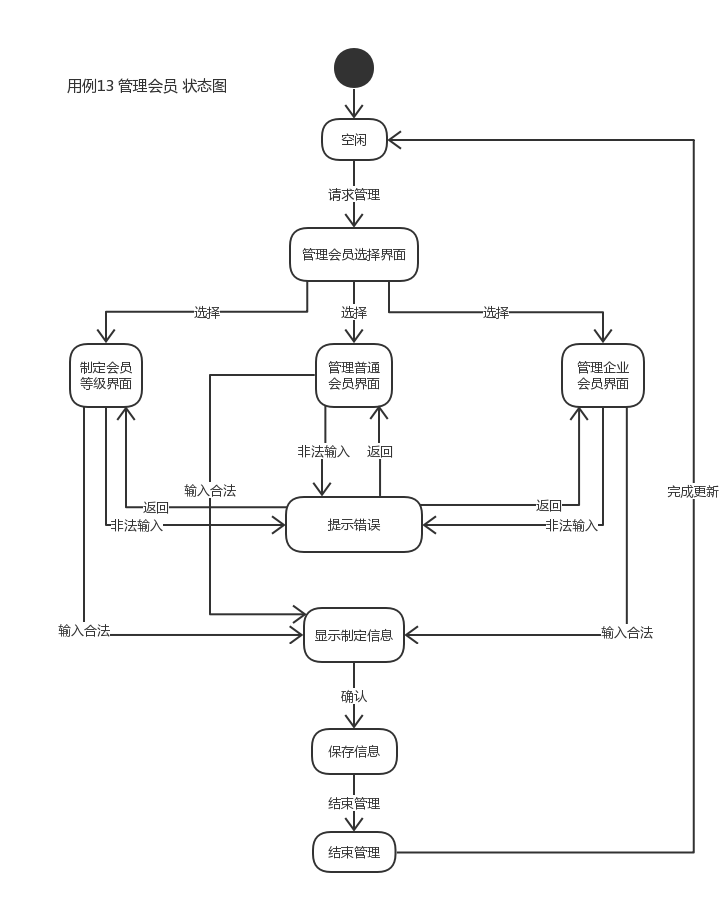 用例13 管理会员 状态图
空闲
请求管理
管理会员选择界面
选择
选择
选择
制定会员
等级界面
管理普通
会员界面
管理企业
会员界面
非法输入
返回
输入合法
完成更新
返回
返回
非法输入
提示错误
非法输入
输入合法
显示制定信息
输入合法
确认
保存信息
结束管理
结束管理